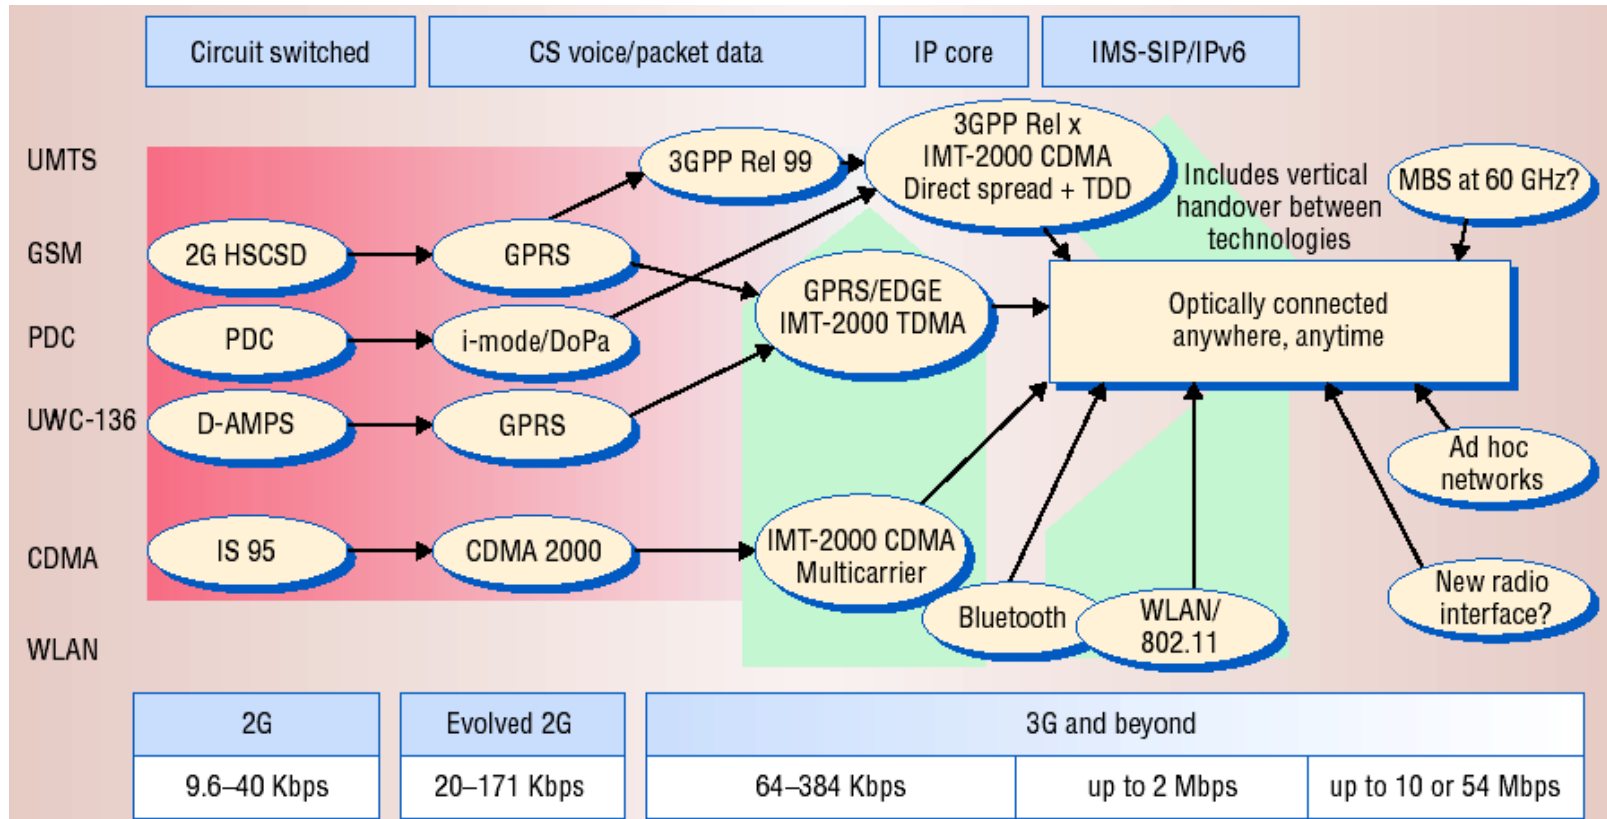 Circuit switched
CS voice/packet data
IP core
IMS-SIP/IPv6
UMTS
3GPP Rel 99
3GPP Rel x
IMT-2000 CDMA
Direct spread + TDD
Includes vertical
handover between
technologies
MBS at 60 GHz?
GSM
2G HSCSD
GPRS
GPRS/EDGE
IMT-2000 TDMA
Optically connected
anywhere, anytime
PDC
PDC
i-mode/DoPa
UWC-136
D-AMPS
GPRS
Ad hoc
networks
CDMA
IS 95
CDMA 2000
IMT-2000 CDMA
Multicarrier
Bluetooth
WLAN/
802.11
New radio
interface?
WLAN
2G
Evolved 2G
3G and beyond
9.6–40 Kbps
20–171 Kbps
64–384 Kbps
up to 2 Mbps
up to 10 or 54 Mbps